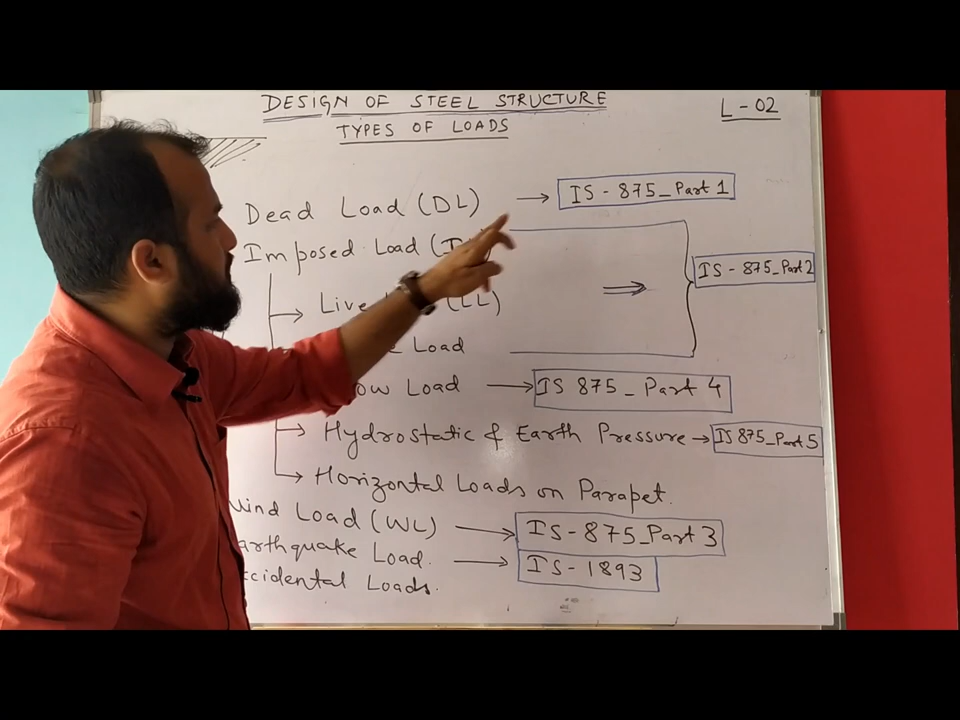 DESIGN OF STEEL STRUCTURE
L-02
TYPES OF LOADS
Dead Load (DL) → IS-875_Part 1
Imposed Load
IS-875_Part 2
(LL)
Load
Load → IS 875_Part 4
→ Hydrostatic & Earth Pressure → IS 875_Part 5
→ Horizontal Loads on Parapet.
Load (WL) → IS-875_Part 3
Load. → IS-1893
Loads.